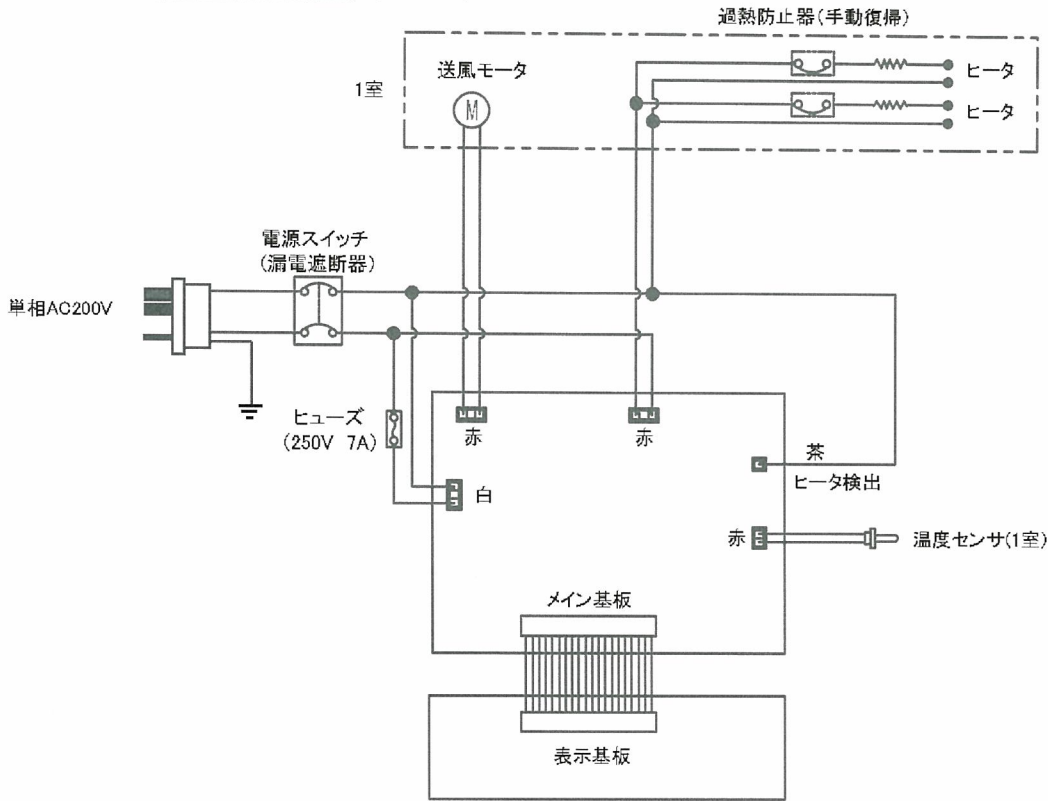 過熱防止器(手動復帰)
送風モータ
1室
M
ヒータ
ヒータ
電源スイッチ
(漏電遮断器)
単相AC200V
ヒューズ
(250V 7A)
赤
赤
茶
ヒータ検出
白
赤
温度センサ(1室)
メイン基板
表示基板